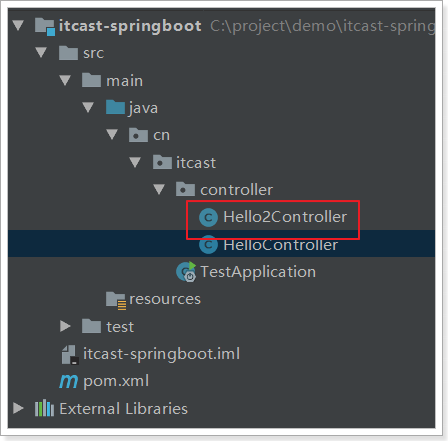 itcast-springboot C:\project\demo\itcast-spring
src
main
java
cn
itcast
controller
Hello2Controller
HelloController
TestApplication
resources
test
itcast-springboot.iml
pom.xml
External Libraries